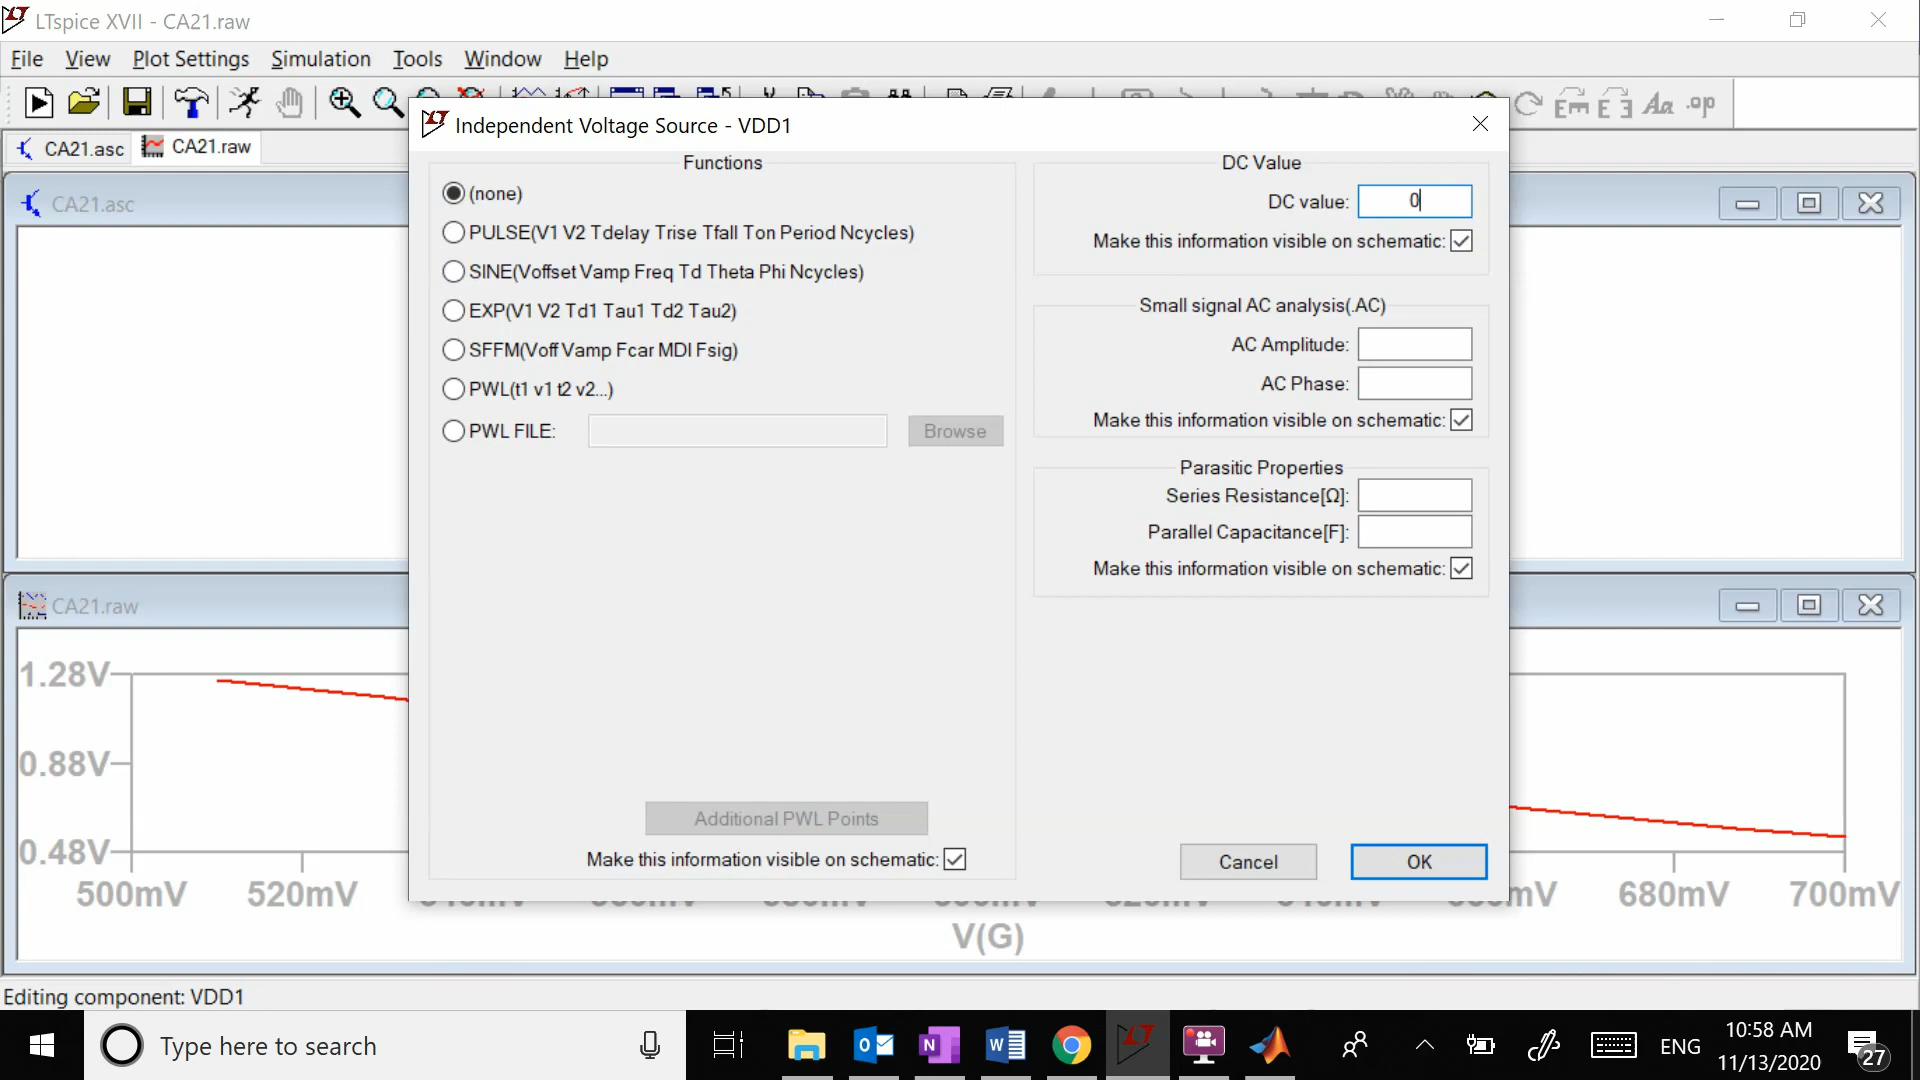 LTspice XVII - CA21.raw
File View Plot Settings Simulation Tools Window Help
Aa .op
CA21.asc CA21.raw
Independent Voltage Source - VDD1
CA21.asc
Functions
(none)
PULSE(V1 V2 Tdelay Trise Tfall Ton Period Ncycles)
SINE(Voffset Vamp Freq Td Theta Phi Ncycles)
EXP(V1 V2 Td1 Tau1 Td2 Tau2)
SFFM(Voff Vamp Fcar MDI Fsig)
PWL(t1 v1 t2 v2...)
PWL FILE: Browse
Additional PWL Points
Make this information visible on schematic:
DC Value
DC value: 0
Make this information visible on schematic:
Small signal AC analysis(.AC)
AC Amplitude:
AC Phase:
Make this information visible on schematic:
Parasitic Properties
Series Resistance[Ω]:
Parallel Capacitance[F]:
Make this information visible on schematic:
Cancel OK
CA21.raw
1.28V
0.88V
0.48V
500mV 520mV 680mV 700mV
V(G)
Editing component: VDD1
Type here to search
ENG
10:58 AM
11/13/2020
27